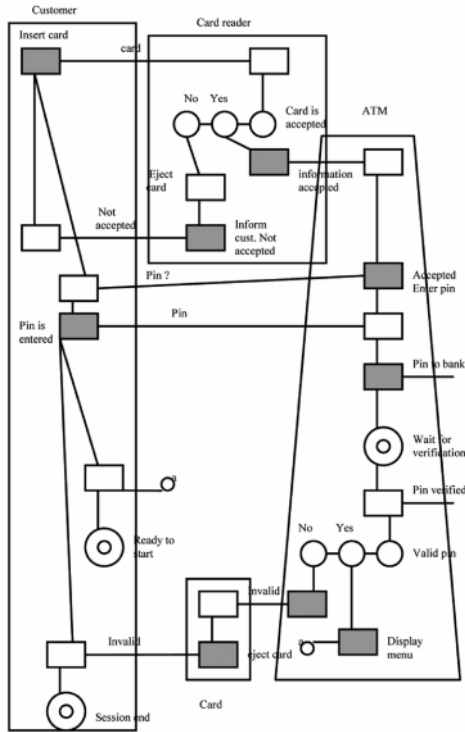 Customer
Insert card
card
Card reader
No
Yes
Card is
accepted
ATM
Eject
card
information
accepted
Not
accepted
Inform
cust. Not
accepted
Pin ?
Accepted
Enter pin
Pin is
entered
Pin
Pin to bank
Wait for
verification
a
Pin verified
No
Yes
Ready to
start
Valid pin
Invalid
Invalid
eject card
a
Display
menu
Card
Session end